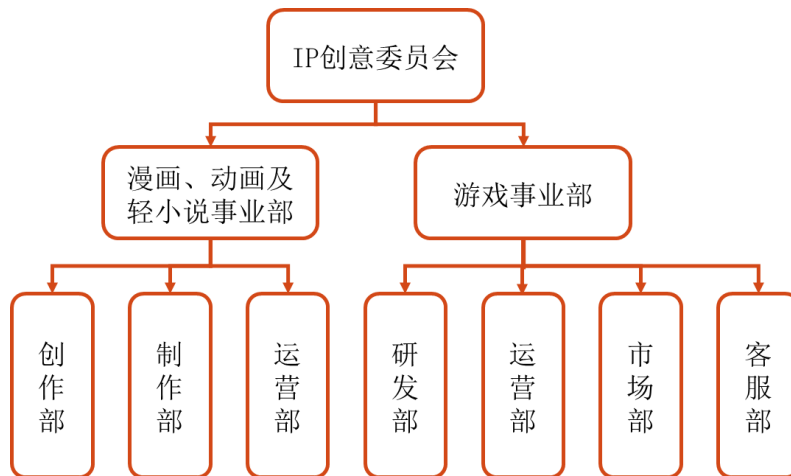 IP创意委员会
漫画、动画及
轻小说事业部
游戏事业部
创作部
制作部
运营部
研发部
运营部
市场部
客服部